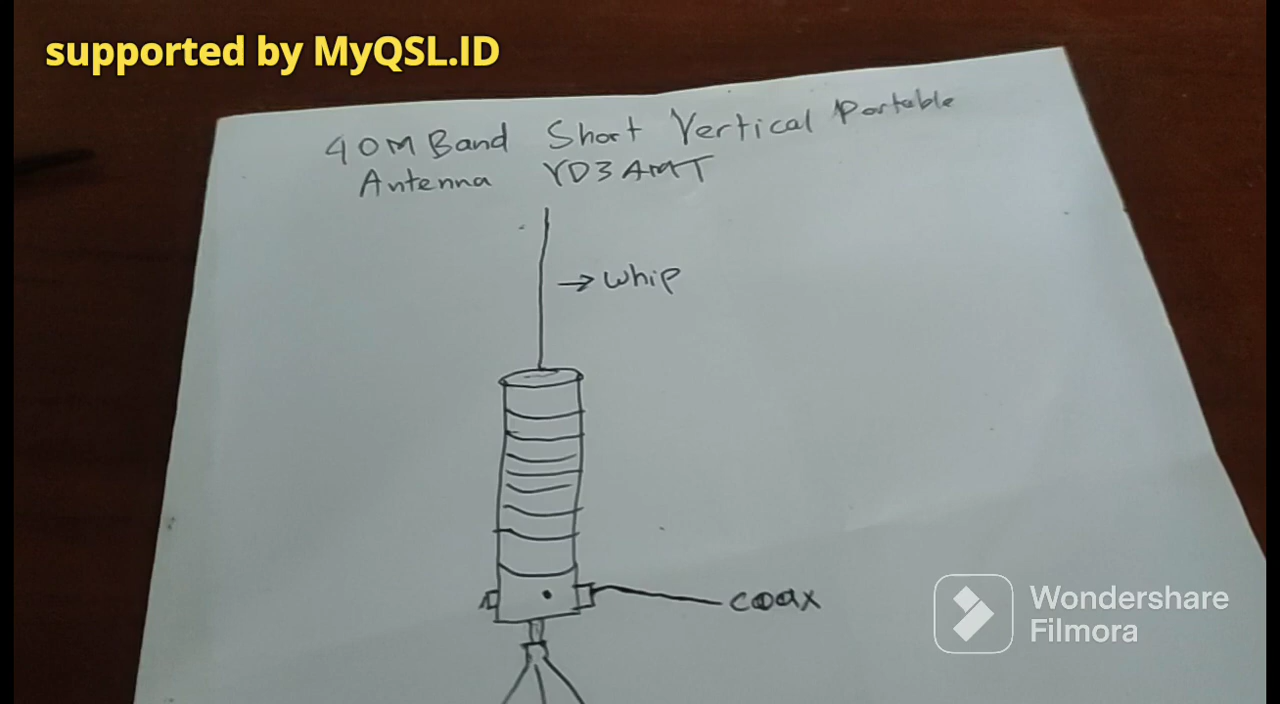 supported by MyQSL.ID
40M Band Short Vertical Portable
Antenna YD3AMT
→ whip
coax
Wondershare
Filmora